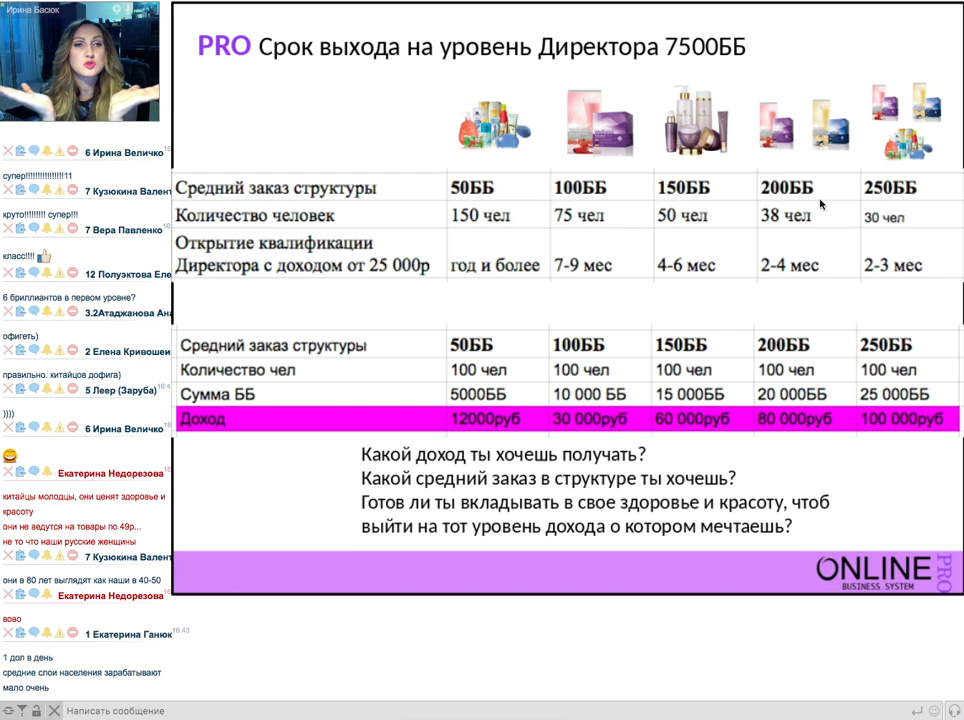 Ирина Басюк
PRO Срок выхода на уровень Директора 7500ББ
Средний заказ структуры 50ББ 100ББ 150ББ 200ББ 250ББ
Количество человек 150 чел 75 чел 50 чел 38 чел 30 чел
Открытие квалификации
Директора с доходом от 25 000р год и более 7-9 мес 4-6 мес 2-4 мес 2-3 мес
Средний заказ структуры 50ББ 100ББ 150ББ 200ББ 250ББ
Количество чел 100 чел 100 чел 100 чел 100 чел 100 чел
Сумма ББ 5000ББ 10 000 ББ 15 000ББ 20 000ББ 25 000ББ
Доход 12000руб 30 000руб 60 000руб 80 000руб 100 000руб
Какой доход ты хочешь получать?
Какой средний заказ в структуре ты хочешь?
Готов ли ты вкладывать в свое здоровье и красоту, чтоб
выйти на тот уровень дохода о котором мечтаешь?
ONLINE PRO
BUSINESS SYSTEM
6 Ирина Величко
супер!!!!!!!!!!!!!!!!11
7 Кузюкина Валент
круто!!!!!!!!! супер!!!
7 Вера Павленко
класс!!!!
12 Полуэктова Еле
6 бриллиантов в первом уровне?
3.2Атаджанова Ана
офигеть)
2 Елена Кривошеи
правильно. китайцов дофига)
5 Леер (Заруба) 16:4
))))
6 Ирина Величко
Екатерина Недорезова
китайцы молодцы, они ценят здоровье и
красоту
они не ведутся на товары по 49р...
не то что наши русские женщины
7 Кузюкина Валент
они в 80 лет выглядят как наши в 40-50
Екатерина Недорезова
вово
1 Екатерина Ганюк 16:43
1 дол в день
средние слои населения зарабатывают
мало очень
Написать сообщение